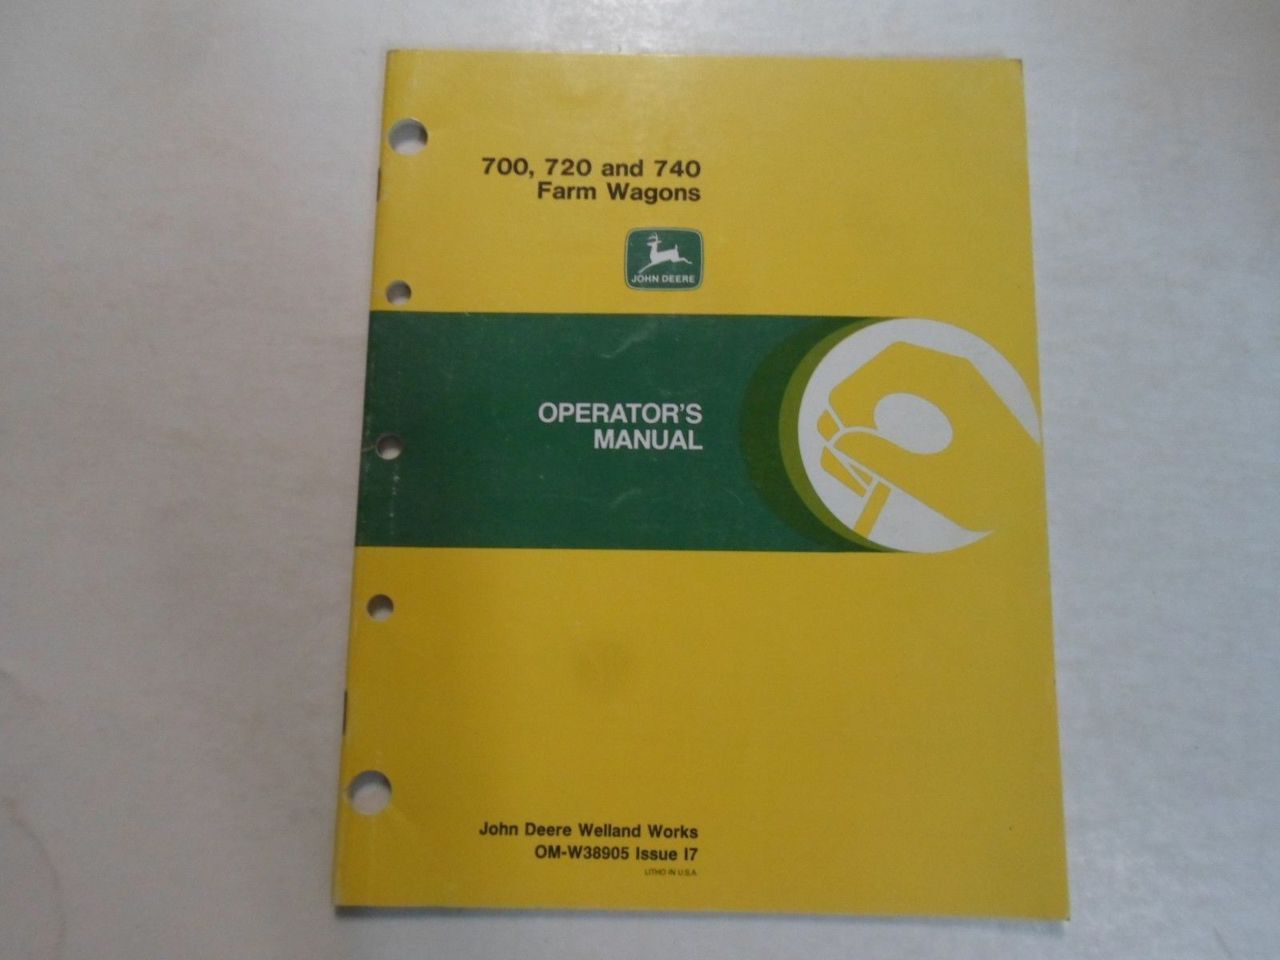 700, 720 and 740
Farm Wagons
JOHN DEERE
OPERATOR'S
MANUAL
John Deere Welland Works
OM-W38905 Issue I7
LITHO IN U.S.A.